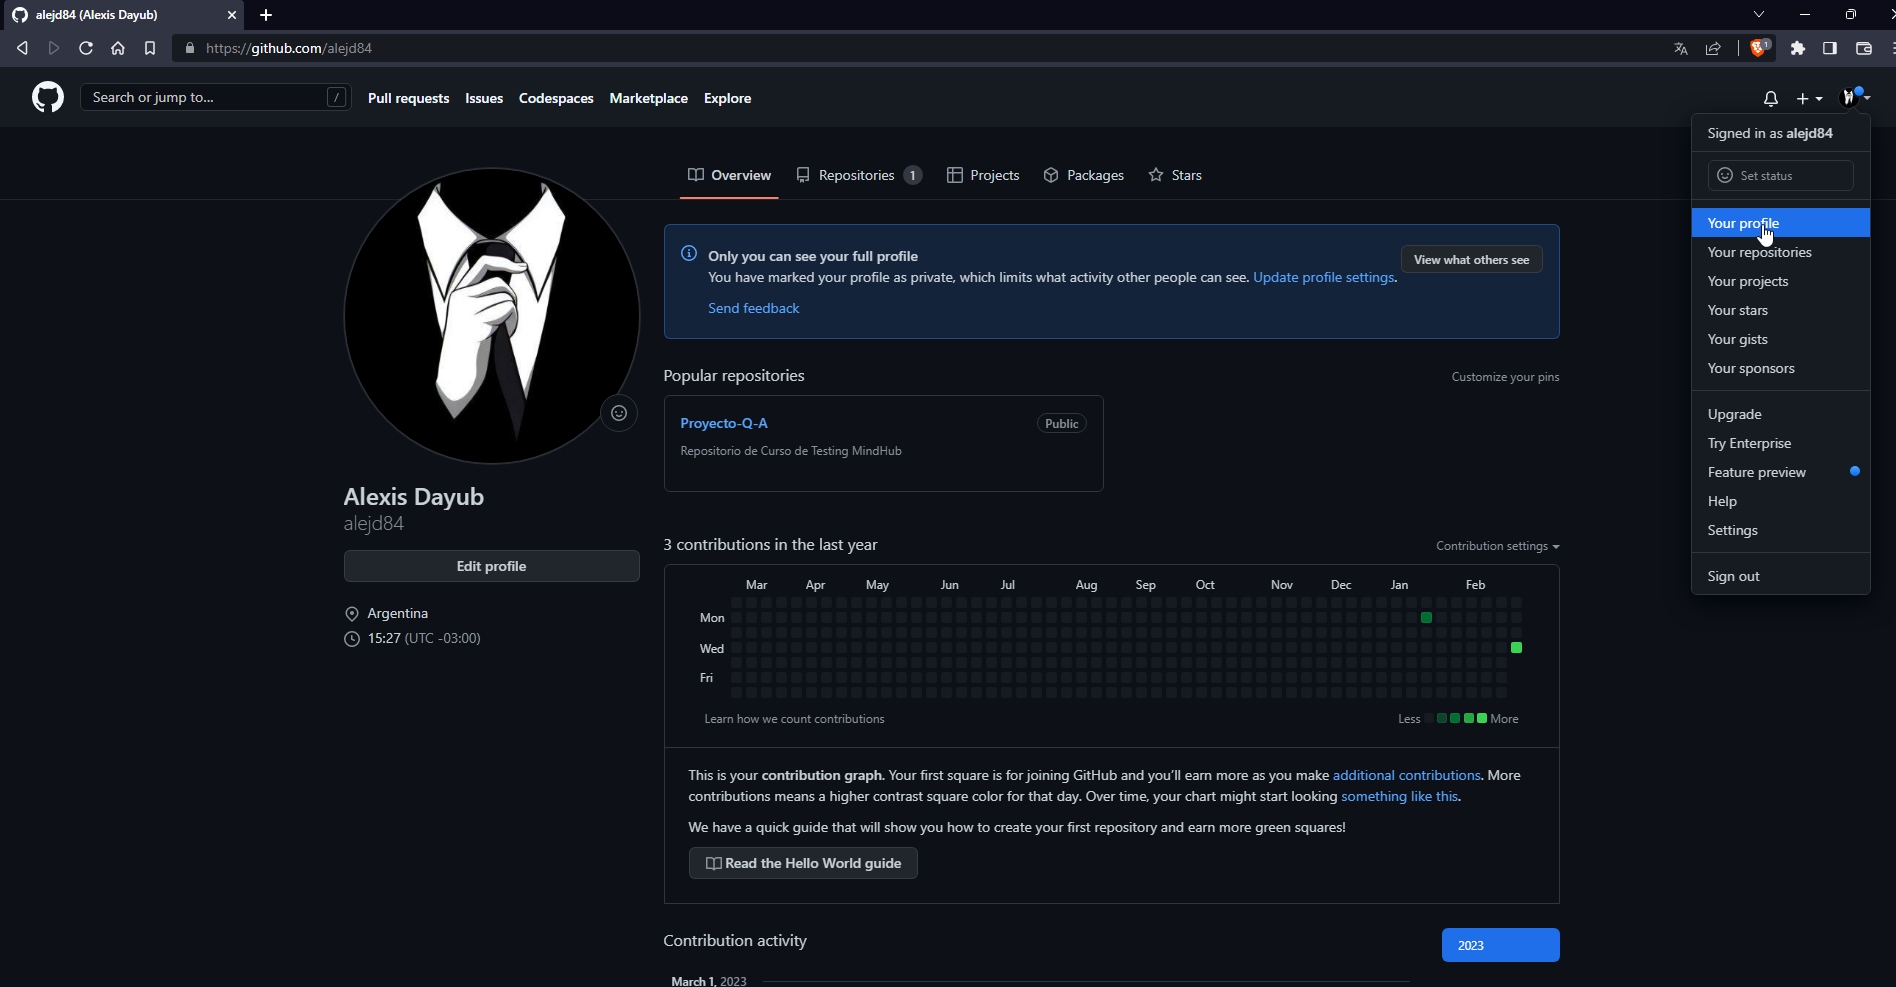 alejd84 (Alexis Dayub)
https://github.com/alejd84
1
Search or jump to... /
Pull requests Issues Codespaces Marketplace Explore
Signed in as alejd84
Set status
Your profile
Your repositories
Your projects
Your stars
Your gists
Your sponsors
Upgrade
Try Enterprise
Feature preview
Help
Settings
Sign out
Overview Repositories 1 Projects Packages Stars
Alexis Dayub
alejd84
Edit profile
Argentina
15:27 (UTC -03:00)
Only you can see your full profile
You have marked your profile as private, which limits what activity other people can see. Update profile settings.
Send feedback
View what others see
Popular repositories
Customize your pins
Proyecto-Q-A Public
Repositorio de Curso de Testing MindHub
3 contributions in the last year
Contribution settings
Mar Apr May Jun Jul Aug Sep Oct Nov Dec Jan Feb
Mon
Wed
Fri
Learn how we count contributions
Less More
This is your contribution graph. Your first square is for joining GitHub and you'll earn more as you make additional contributions. More
contributions means a higher contrast square color for that day. Over time, your chart might start looking something like this.
We have a quick guide that will show you how to create your first repository and earn more green squares!
Read the Hello World guide
Contribution activity
2023
March 1, 2023